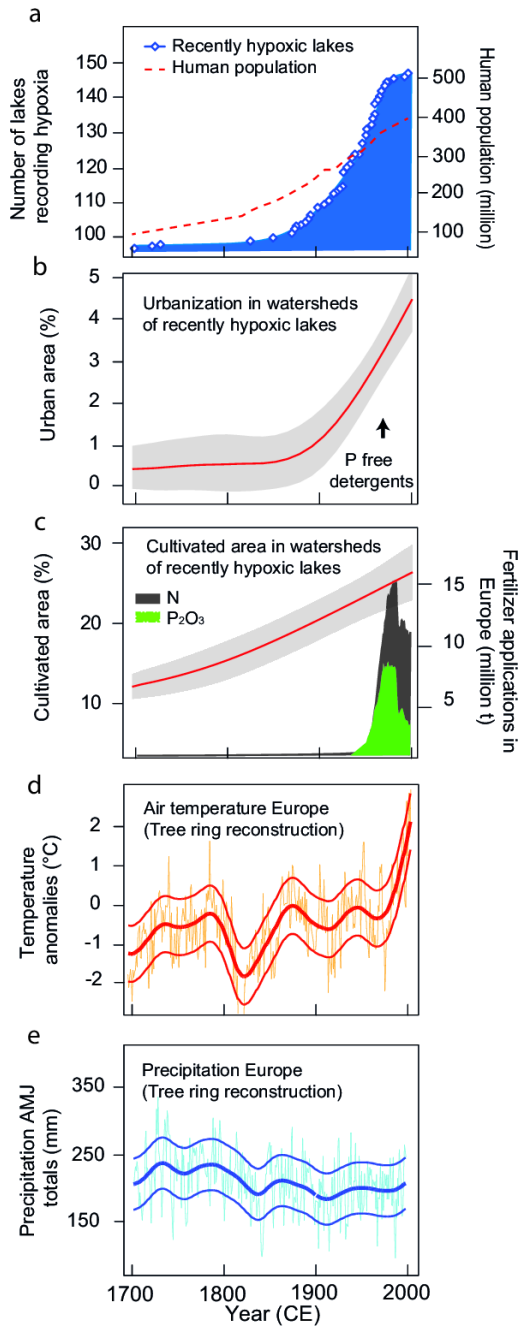 a
Recently hypoxic lakes
Human population
150
140
130
120
110
100
Number of lakes
recording hypoxia
500
400
300
200
100
Human population (million)
b
Urbanization in watersheds
of recently hypoxic lakes
5
4
3
2
1
0
Urban area (%)
P free
detergents
c
Cultivated area in watersheds
of recently hypoxic lakes
N
P₂O₃
30
20
10
Cultivated area (%)
15
10
5
Fertilizer applications in
Europe (million t)
d
Air temperature Europe
(Tree ring reconstruction)
2
1
0
-1
-2
Temperature
anomalies (°C)
e
Precipitation Europe
(Tree ring reconstruction)
350
250
150
Precipitation AMJ
totals (mm)
1700
1800
1900
2000
Year (CE)